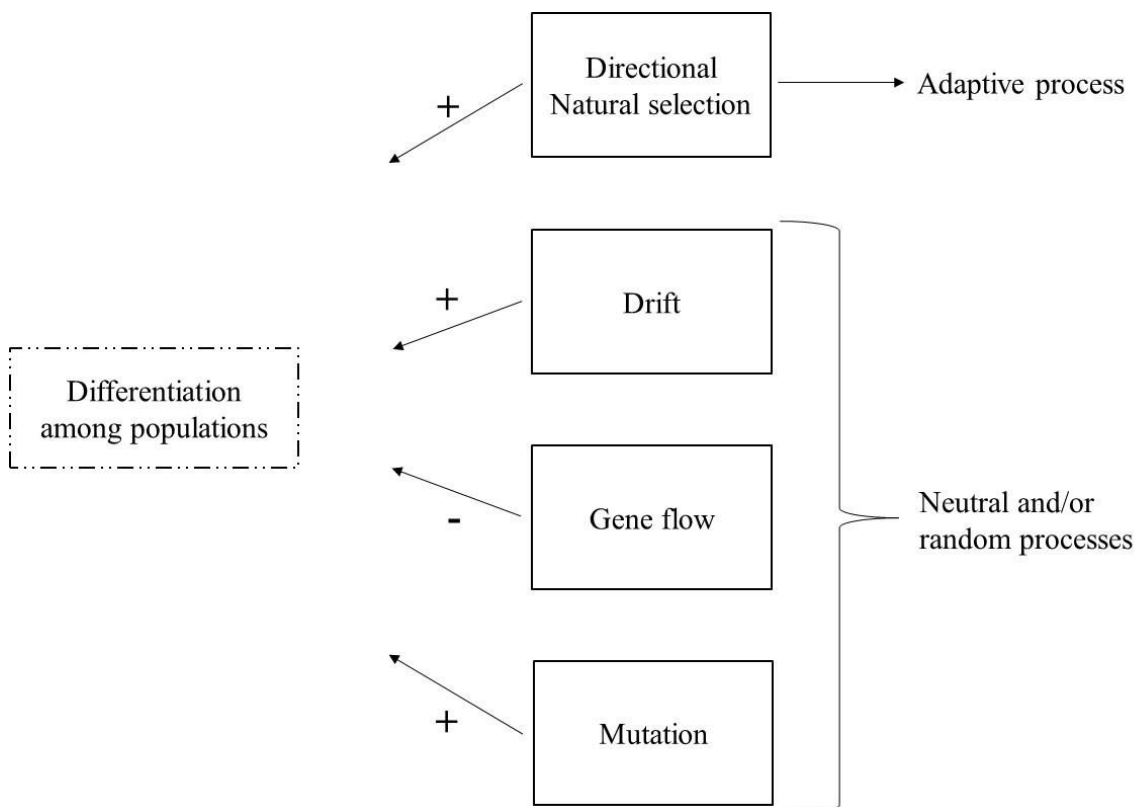 Directional
Natural selection
+
Adaptive process
+
Drift
Differentiation
among populations
-
Gene flow
Neutral and/or
random processes
+
Mutation